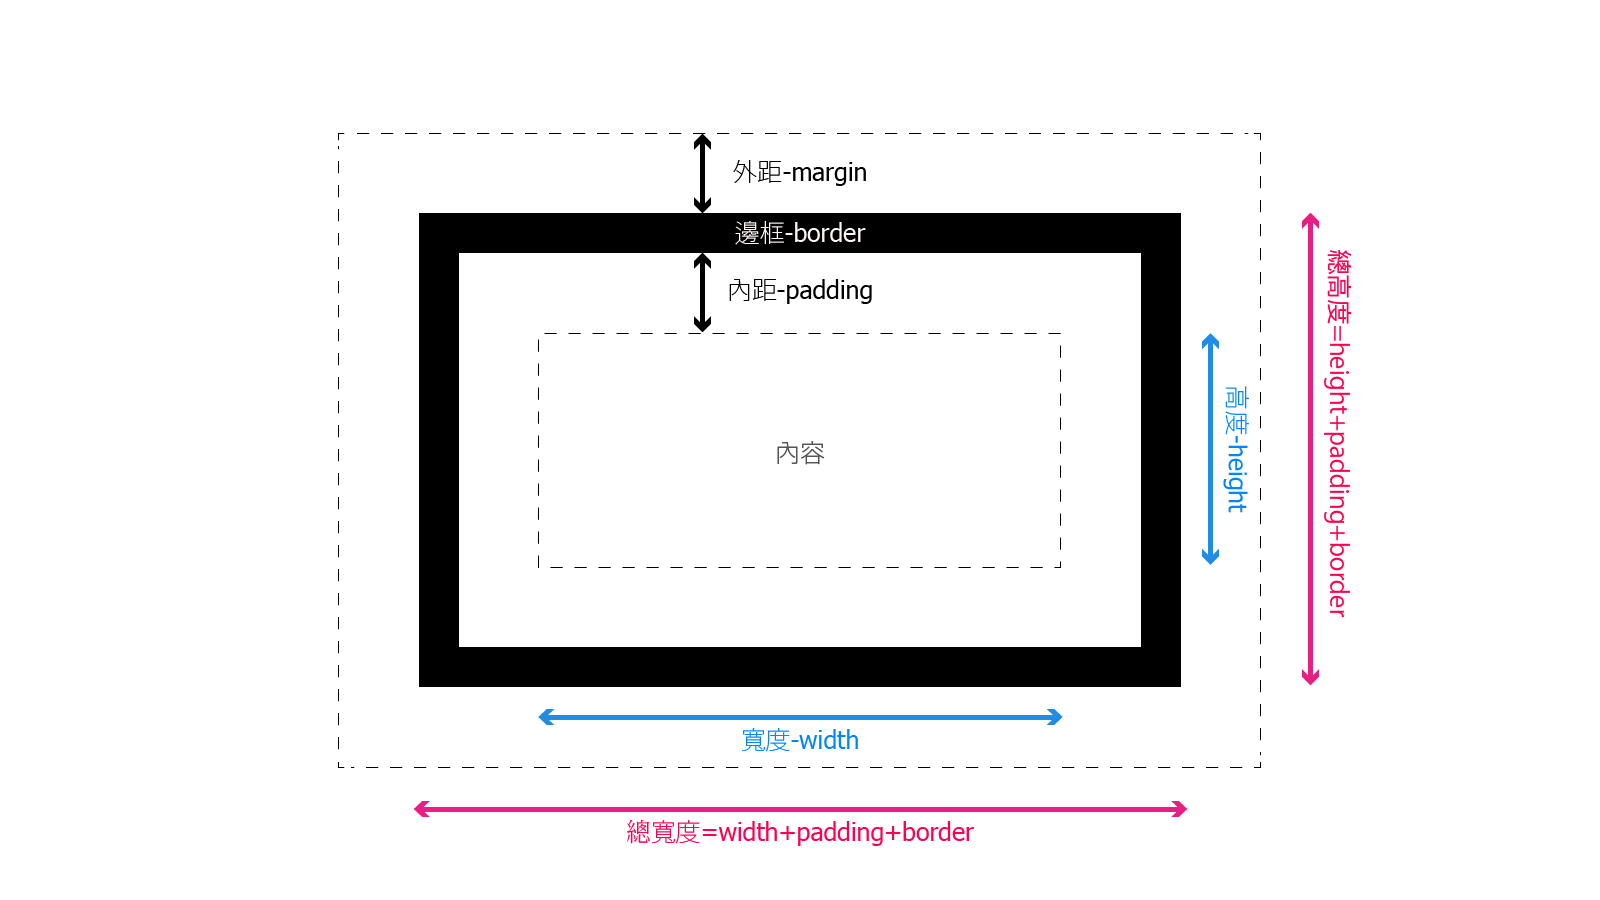 外距-margin
邊框-border
內距-padding
內容
高度-height
總高度=height+padding+border
寬度-width
總寬度=width+padding+border